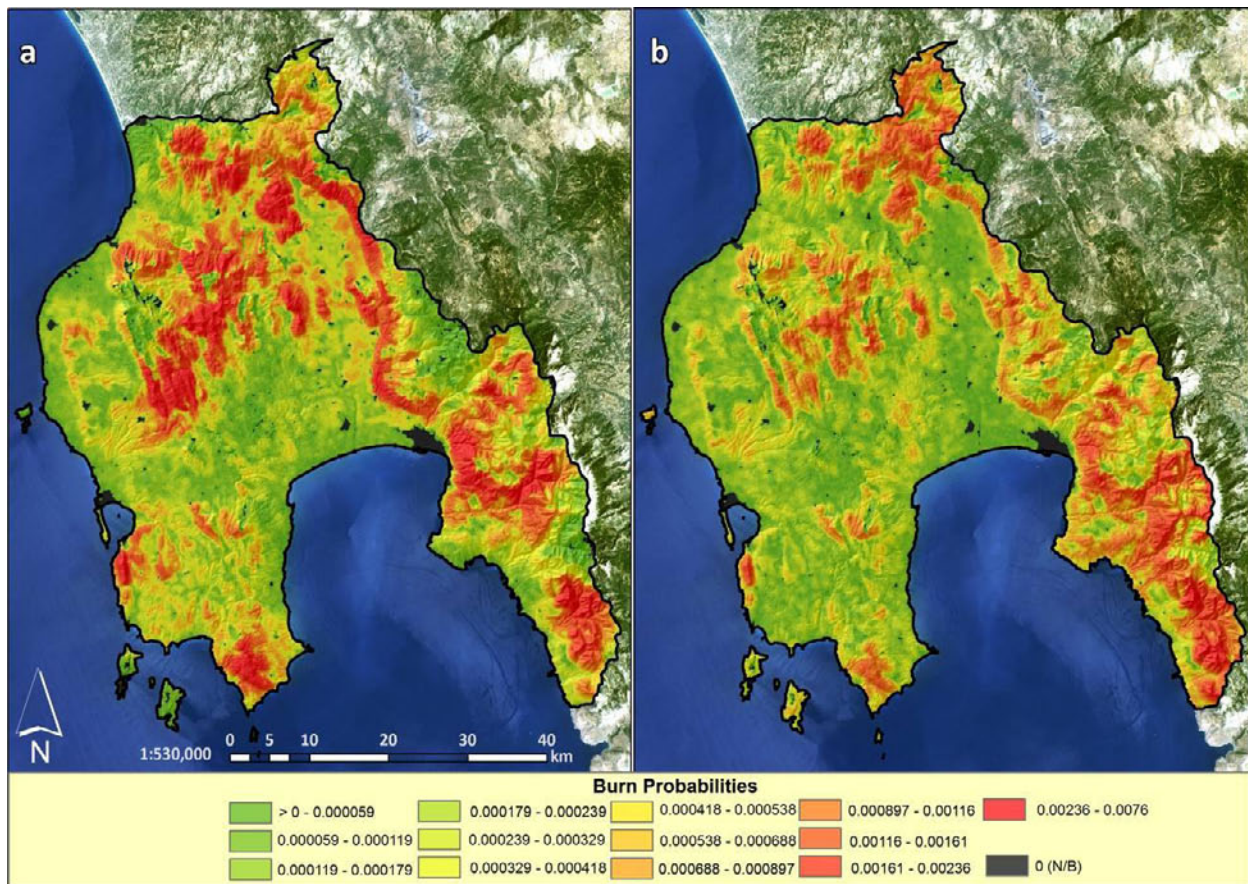 a
b
N
1:530,000
0 5 10 20 30 40
km
Burn Probabilities
> 0 - 0.000059
0.000179 - 0.000239
0.000418 - 0.000538
0.000897 - 0.00116
0.00236 - 0.0076
0.000059 - 0.000119
0.000239 - 0.000329
0.000538 - 0.000688
0.00116 - 0.00161
0.000119 - 0.000179
0.000329 - 0.000418
0.000688 - 0.000897
0.00161 - 0.00236
0 (N/B)